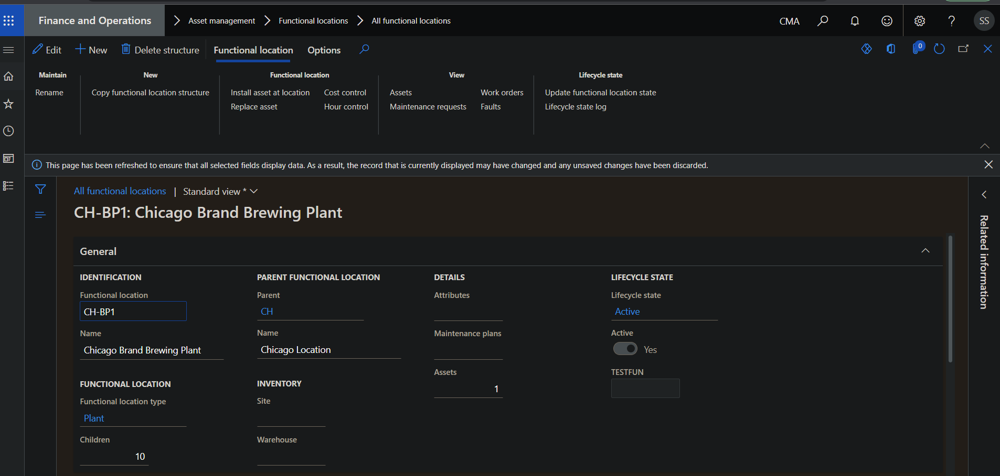 Finance and Operations
Asset management
Functional locations
All functional locations
CMA
?
SS
Edit
New
Delete structure
Functional location
Options
0
Maintain
New
Functional location
View
Lifecycle state
Rename
Copy functional location structure
Install asset at location
Cost control
Assets
Work orders
Update functional location state
Replace asset
Hour control
Maintenance requests
Faults
Lifecycle state log
This page has been refreshed to ensure that all selected fields display data. As a result, the record that is currently displayed may have changed and any unsaved changes have been discarded.
All functional locations | Standard view *
CH-BP1: Chicago Brand Brewing Plant
Related information
General
IDENTIFICATION
Functional location
CH-BP1
Name
Chicago Brand Brewing Plant
FUNCTIONAL LOCATION
Functional location type
Plant
Children
10
PARENT FUNCTIONAL LOCATION
Parent
CH
Name
Chicago Location
INVENTORY
Site
Warehouse
DETAILS
Attributes
Maintenance plans
Assets
1
LIFECYCLE STATE
Lifecycle state
Active
Active
Yes
TESTFUN